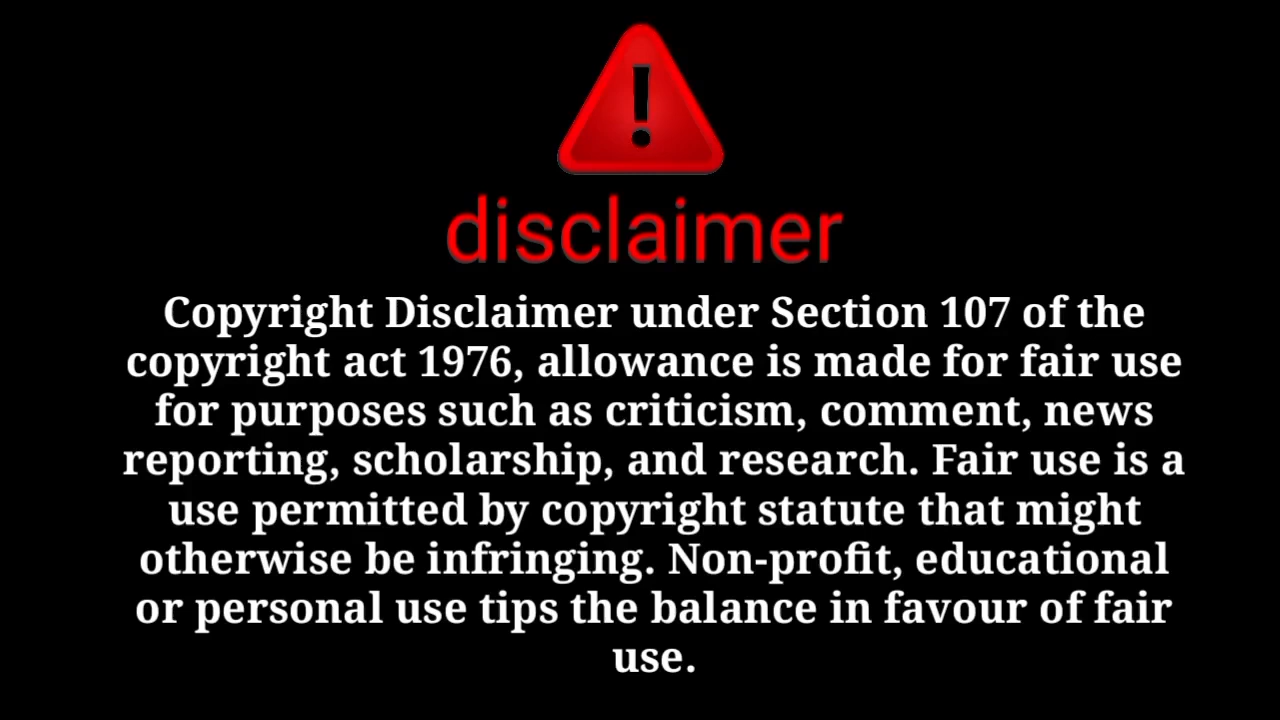 !
disclaimer
Copyright Disclaimer under Section 107 of the
copyright act 1976, allowance is made for fair use
for purposes such as criticism, comment, news
reporting, scholarship, and research. Fair use is a
use permitted by copyright statute that might
otherwise be infringing. Non-profit, educational
or personal use tips the balance in favour of fair
use.